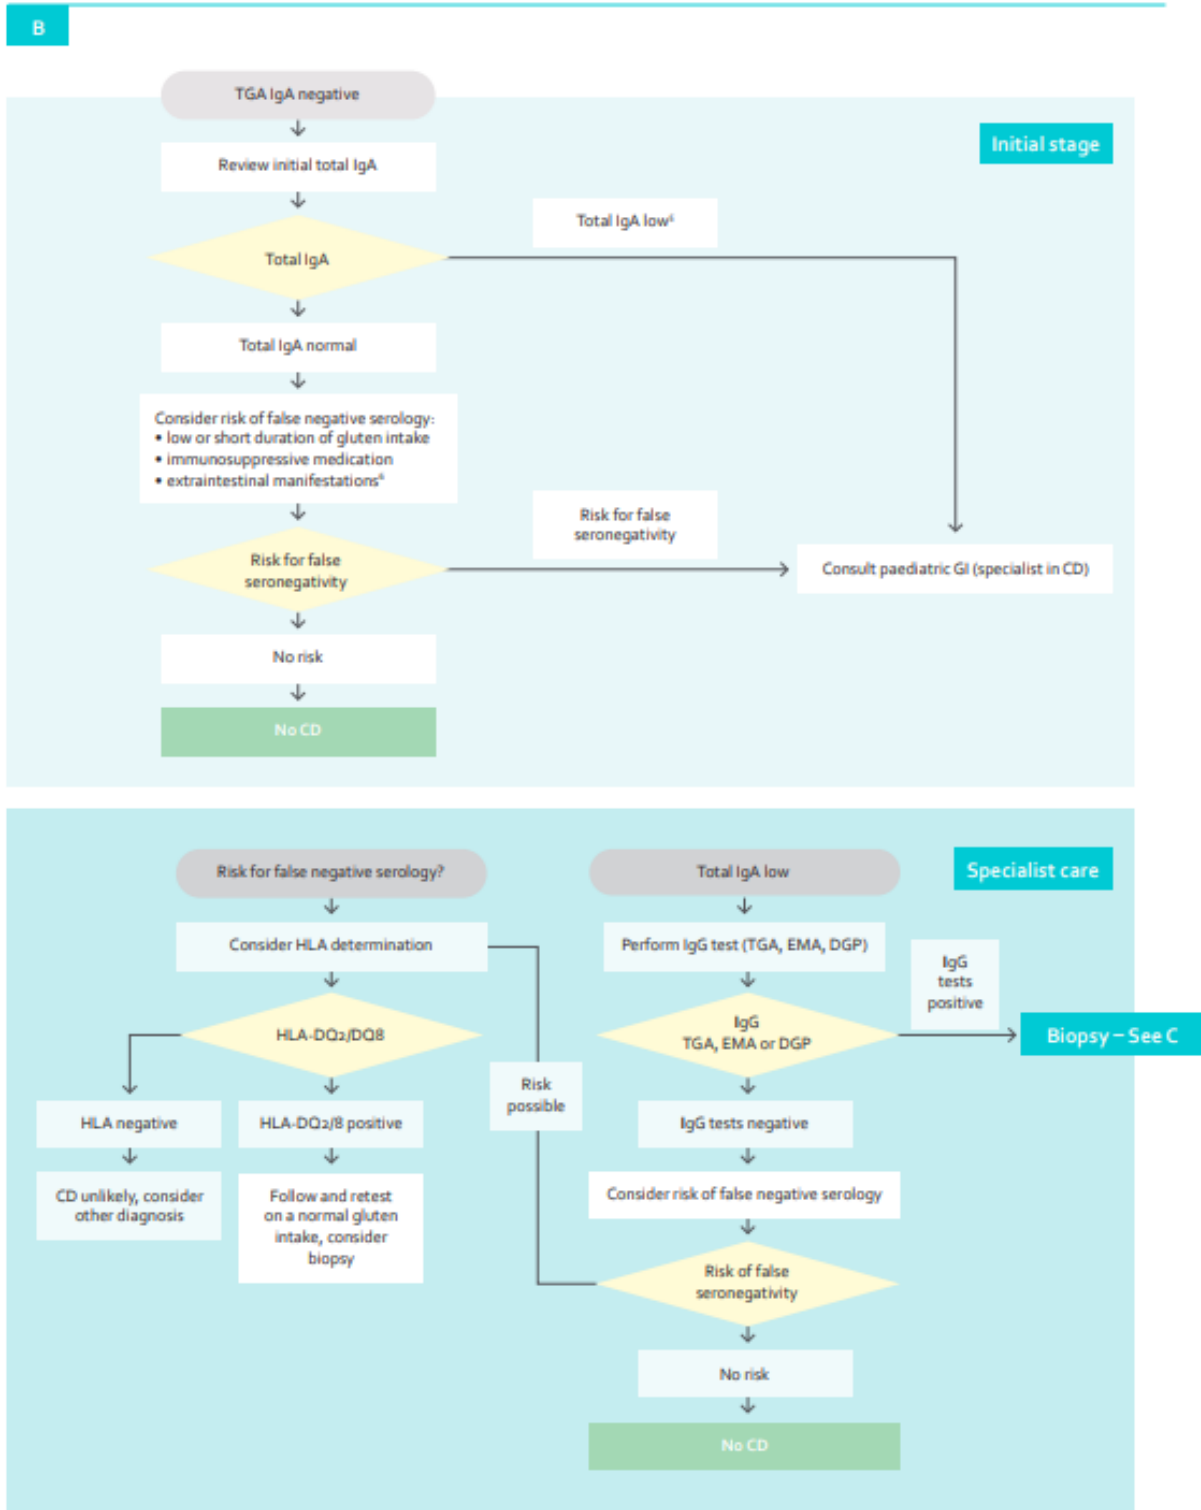 B
TGA IgA negative
Initial stage
Review initial total IgA
Total IgA low⁶
Total IgA
Total IgA normal
Consider risk of false negative serology:
• low or short duration of gluten intake
• immunosuppressive medication
• extraintestinal manifestations
Risk for false
seronegativity
Risk for false
seronegativity
Consult paediatric GI (specialist in CD)
No risk
No CD
Risk for false negative serology?
Total IgA low
Specialist care
Consider HLA determination
Perform IgG test (TGA, EMA, DGP)
IgG
tests
positive
HLA-DQ2/DQ8
IgG
TGA, EMA or DGP
Biopsy – See C
Risk
possible
HLA negative
HLA-DQ2/8 positive
IgG tests negative
CD unlikely, consider
other diagnosis
Follow and retest
on a normal gluten
intake, consider
biopsy
Consider risk of false negative serology
Risk of false
seronegativity
No risk
No CD